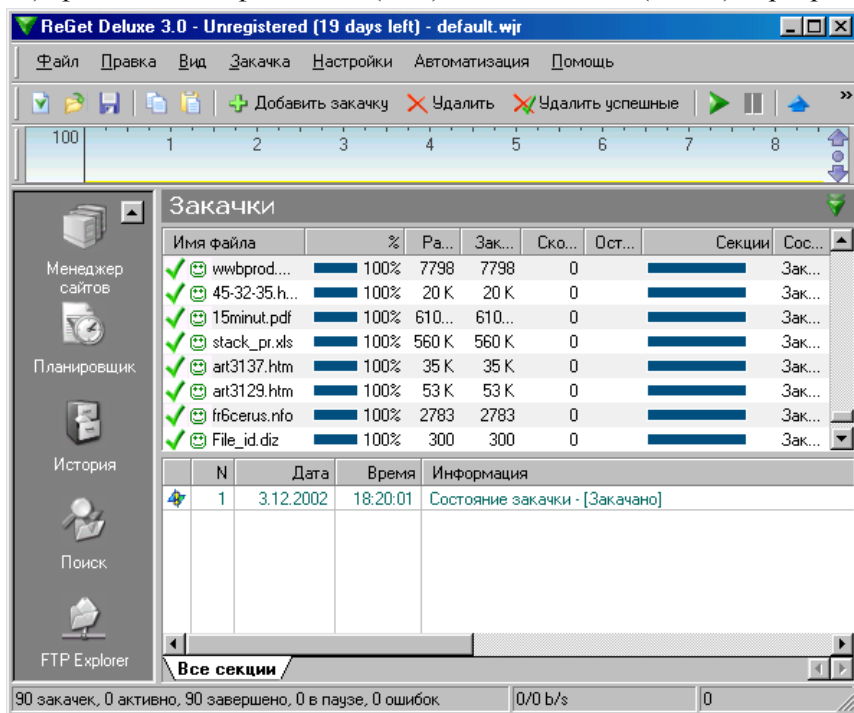 ReGet Deluxe 3.0 - Unregistered (19 days left) - default.wjr
Файл Правка Вид Закачка Настройки Автоматизация Помощь
Добавить закачку Удалить Удалить успешные »
100 1 2 3 4 5 6 7 8
Менеджер сайтов
Планировщик
История
Поиск
FTP Explorer
Закачки
Имя файла % Ра... Зак... Ско... Ост... Секции Сос...
wwbprod.... 100% 7798 7798 0 Зак...
45-32-35.h... 100% 20 K 20 K 0 Зак...
15minut.pdf 100% 610... 610... 0 Зак...
stack_pr.xls 100% 560 K 560 K 0 Зак...
art3137.htm 100% 35 K 35 K 0 Зак...
art3129.htm 100% 53 K 53 K 0 Зак...
fr6cerus.nfo 100% 2783 2783 0 Зак...
File_id.diz 100% 300 300 0 Зак...
N Дата Время Информация
1 3.12.2002 18:20:01 Состояние закачки - [Закачано]
Все секции
90 закачек, 0 активно, 90 завершено, 0 в паузе, 0 ошибок 0/0 b/s 0